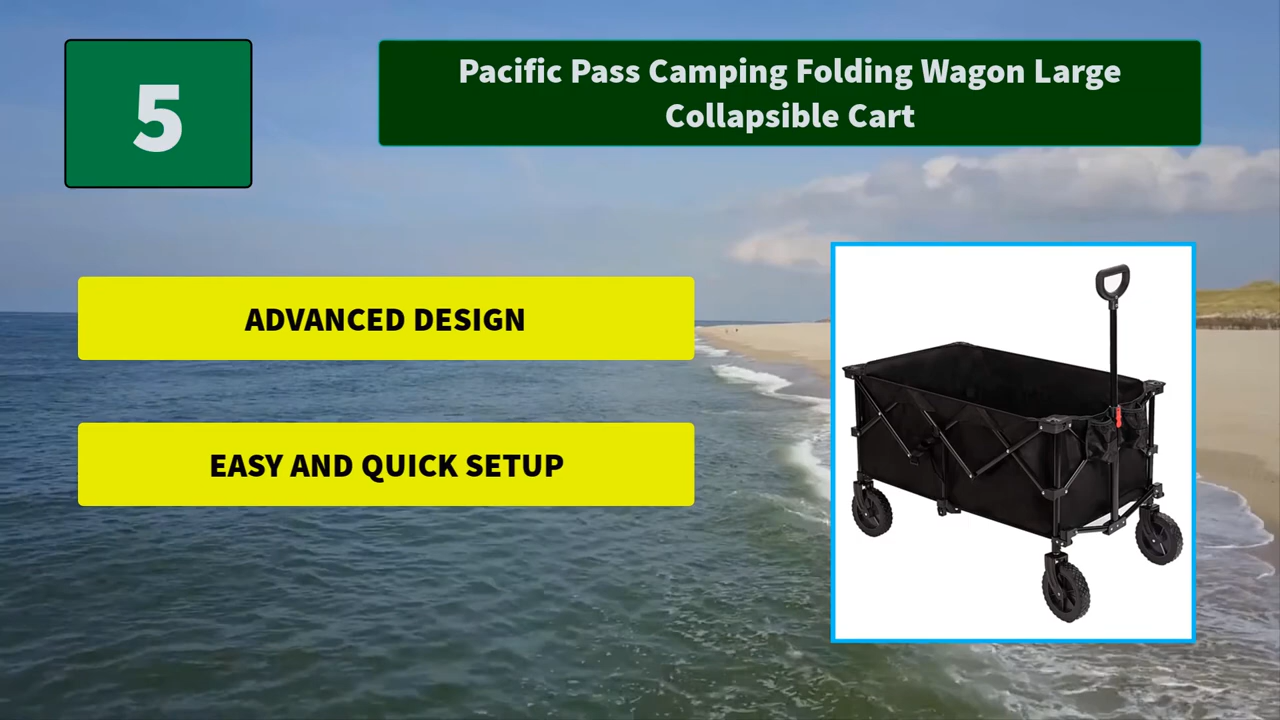 5
Pacific Pass Camping Folding Wagon Large
Collapsible Cart
ADVANCED DESIGN
EASY AND QUICK SETUP